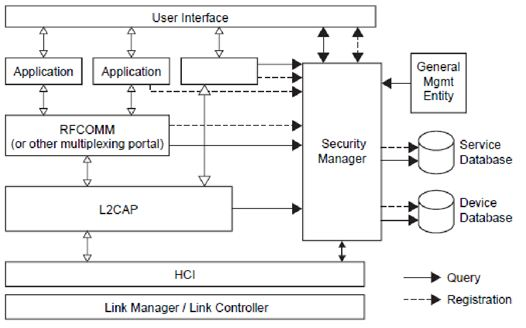 User Interface
Application
Application
General
Mgmt
Entity
RFCOMM
(or other multiplexing portal)
Security
Manager
Service
Database
L2CAP
Device
Database
HCI
Query
Registration
Link Manager / Link Controller